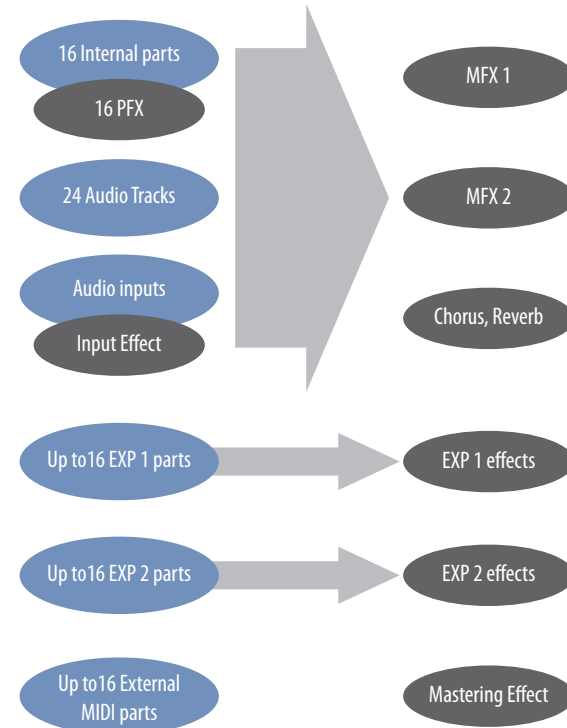 16 Internal parts
16 PFX
24 Audio Tracks
Audio inputs
Input Effect
Up to16 EXP 1 parts
Up to16 EXP 2 parts
Up to16 External
MIDI parts
MFX 1
MFX 2
Chorus, Reverb
EXP 1 effects
EXP 2 effects
Mastering Effect